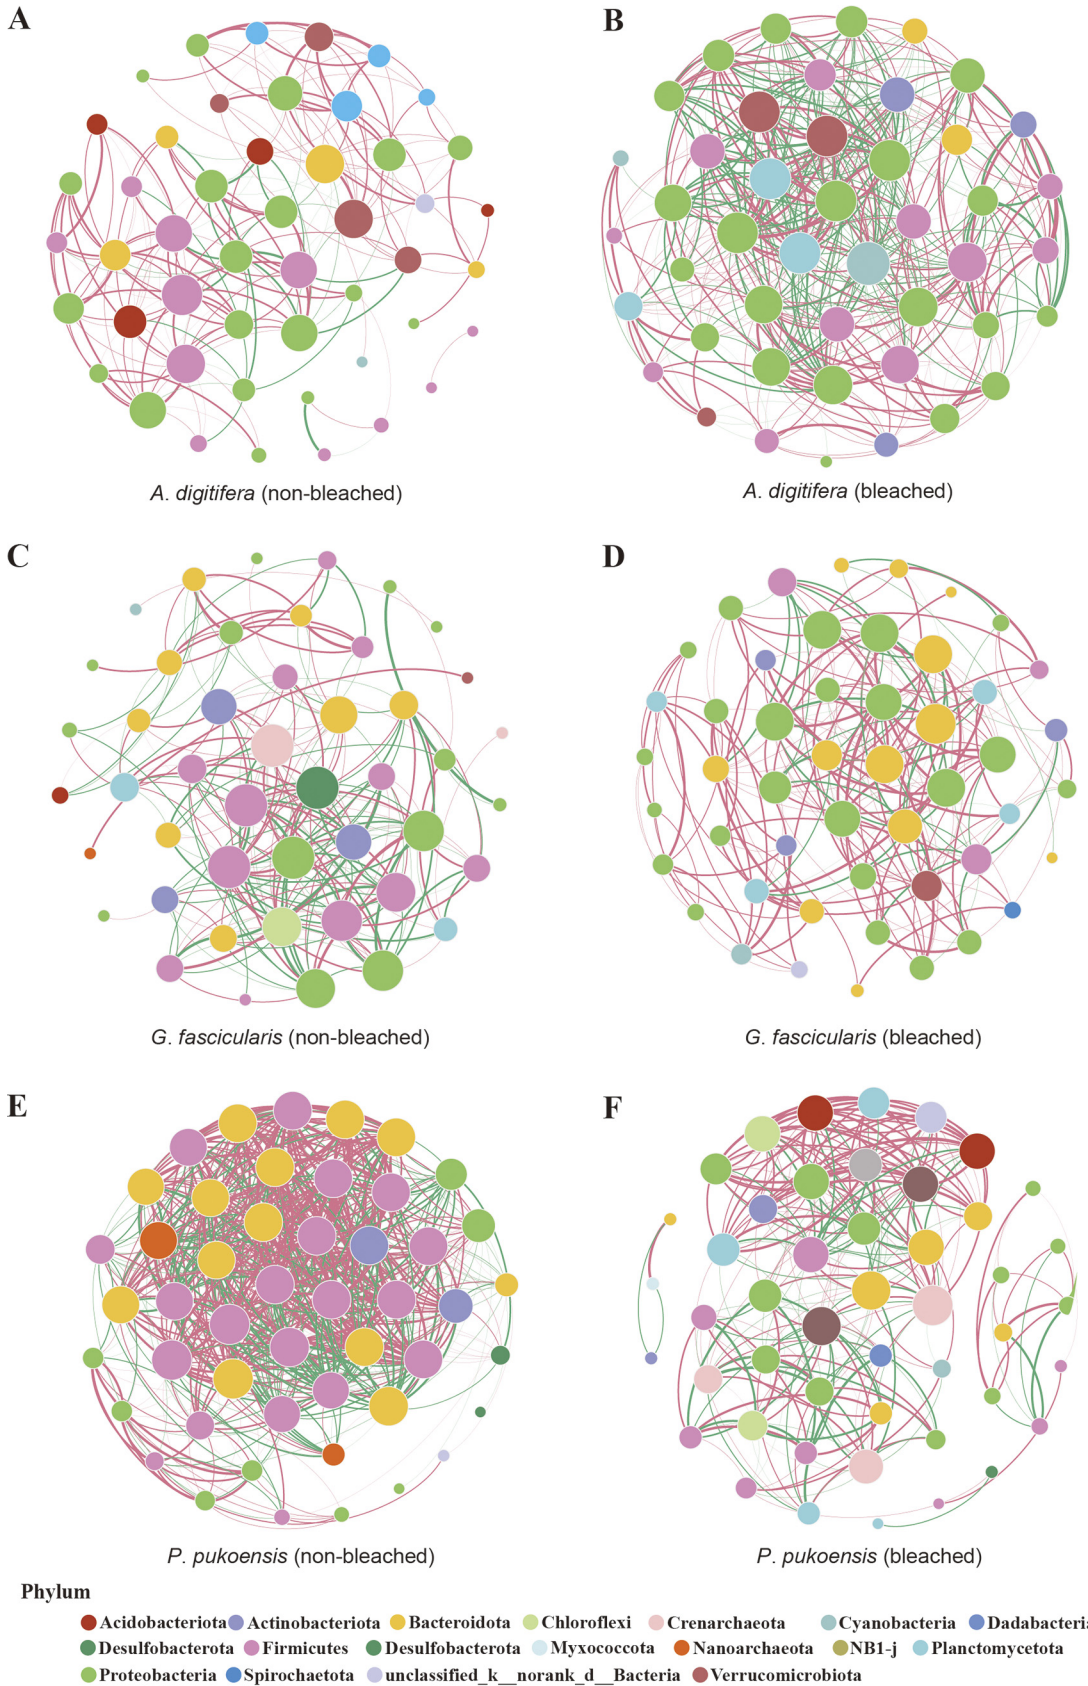 A
B
A. digitifera (non-bleached)
A. digitifera (bleached)
C
D
G. fascicularis (non-bleached)
G. fascicularis (bleached)
E
F
P. pukoensis (non-bleached)
P. pukoensis (bleached)
Phylum
Acidobacteriota Actinobacteriota Bacteroidota Chloroflexi Crenarchaeota Cyanobacteria Dadabacteri
Desulfobacterota Firmicutes Desulfobacterota Myxococcota Nanoarchaeota NB1-j Planctomycetota
Proteobacteria Spirochaetota unclassified_k__norank_d__Bacteria Verrucomicrobiota